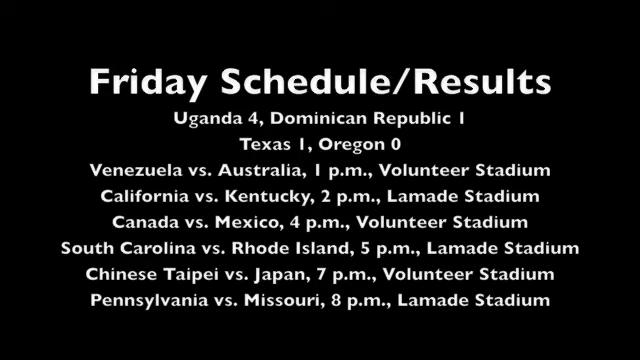 Friday Schedule/Results
Uganda 4, Dominican Republic 1
Texas 1, Oregon 0
Venezuela vs. Australia, 1 p.m., Volunteer Stadium
California vs. Kentucky, 2 p.m., Lamade Stadium
Canada vs. Mexico, 4 p.m., Volunteer Stadium
South Carolina vs. Rhode Island, 5 p.m., Lamade Stadium
Chinese Taipei vs. Japan, 7 p.m., Volunteer Stadium
Pennsylvania vs. Missouri, 8 p.m., Lamade Stadium